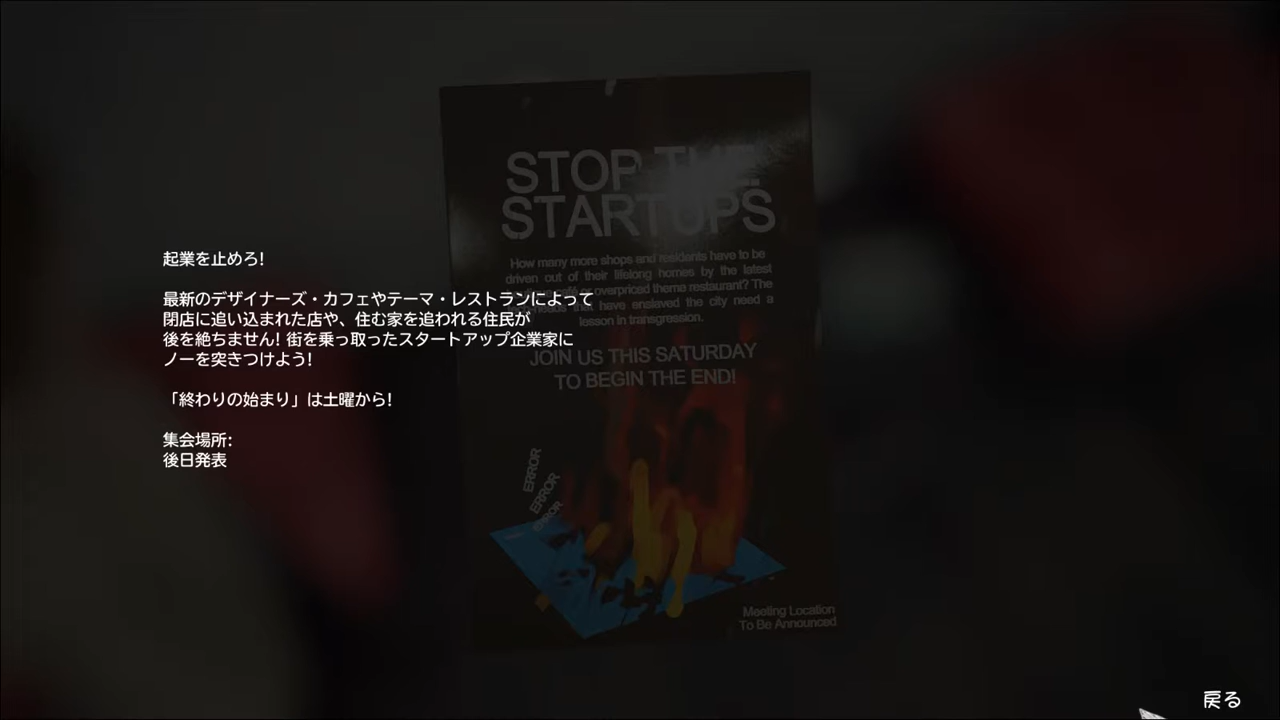 起業を止めろ!
最新のデザイナーズ・カフェやテーマ・レストランによって
閉店に追い込まれた店や、住む家を追われる住民が
後を絶ちません! 街を乗っ取ったスタートアップ企業家に
ノーを突きつけよう!
「終わりの始まり」は土曜から!
集会場所:
後日発表
STOP THE
STARTUPS
How many more shops and residents have to be
driven out of their lifelong homes by the latest
café or overpriced theme restaurant? The
that have enslaved the city need a
lesson in transgression.
JOIN US THIS SATURDAY
TO BEGIN THE END!
ERROR
ERROR
ERROR
Meeting Location
To Be Announced
戻る